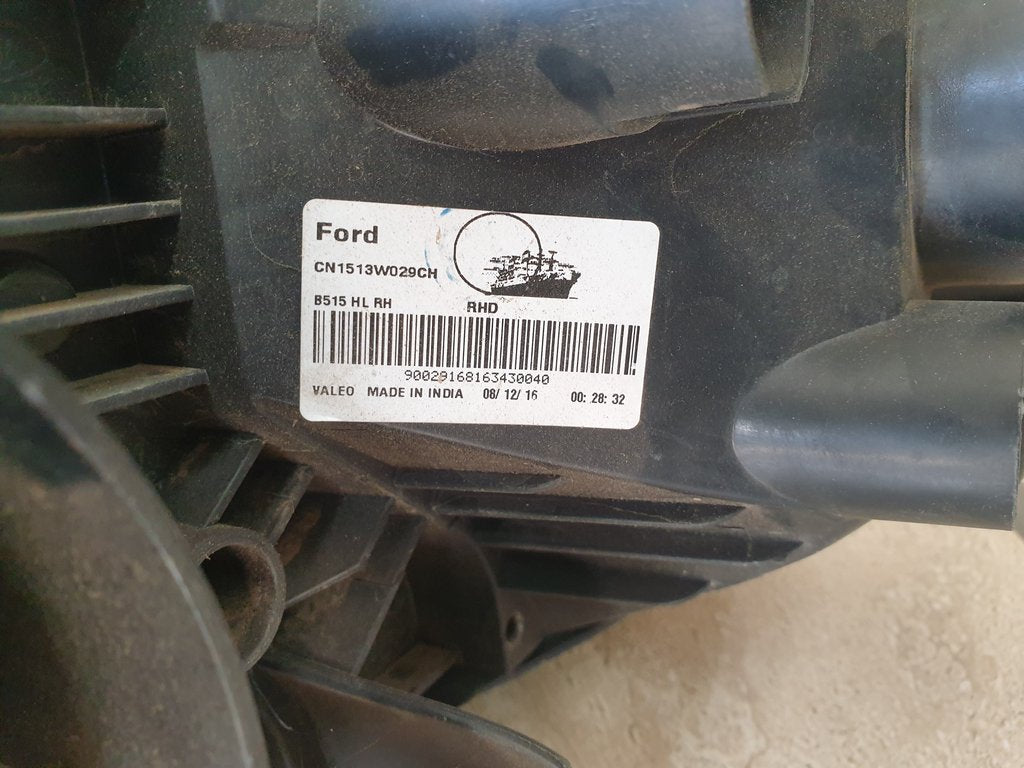 Ford
CN1513W029CH
B515 HL RH RHD
90029168163430040
VALEO MADE IN INDIA 08/ 12/ 16 00: 28: 32